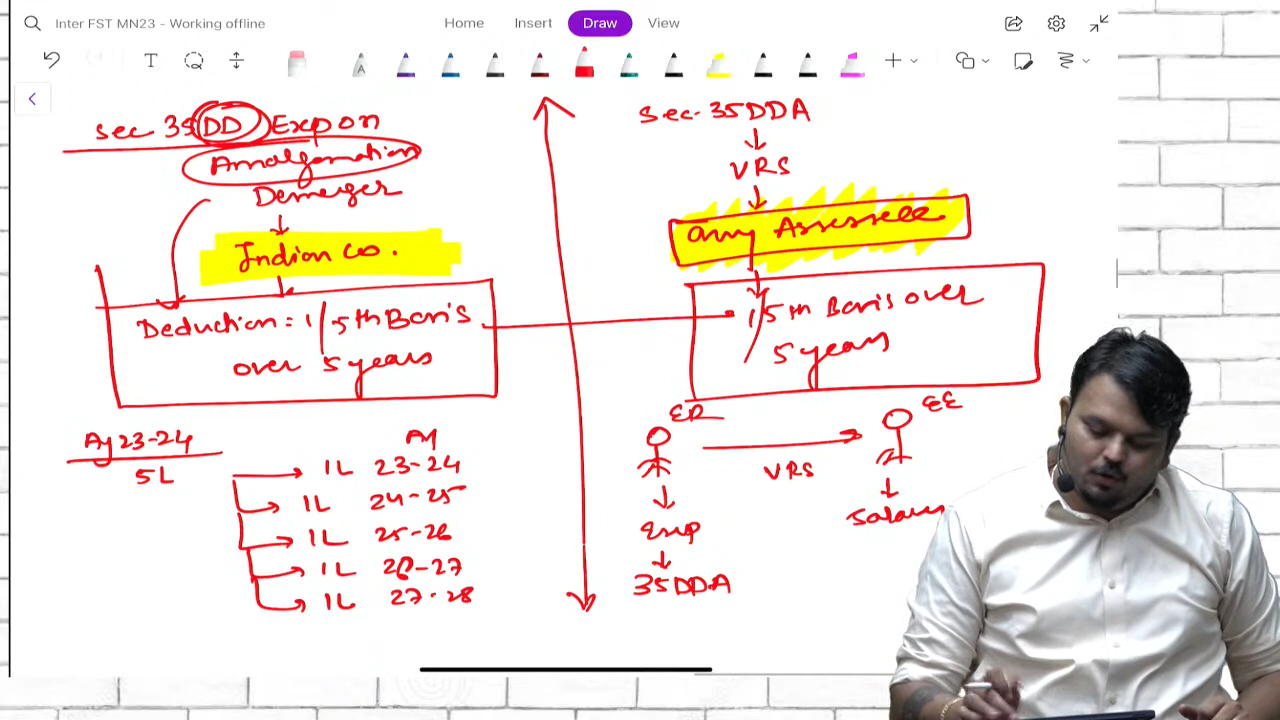 Inter FST MN23 - Working offline
Home Insert Draw View
T
A
Sec 35DD Exp on
Amalgamation
Demerger
Indian Co.
Deduction = 1/5th Basis
over 5 years
Ay 23-24
5L
AY
1L 23-24
1L 24-25
1L 25-26
1L 26-27
1L 27-28
Sec. 35DDA
VRS
any Assessee
1/5th Basis over
5 years
ER
EE
VRS
Exp
35DDA
Salary